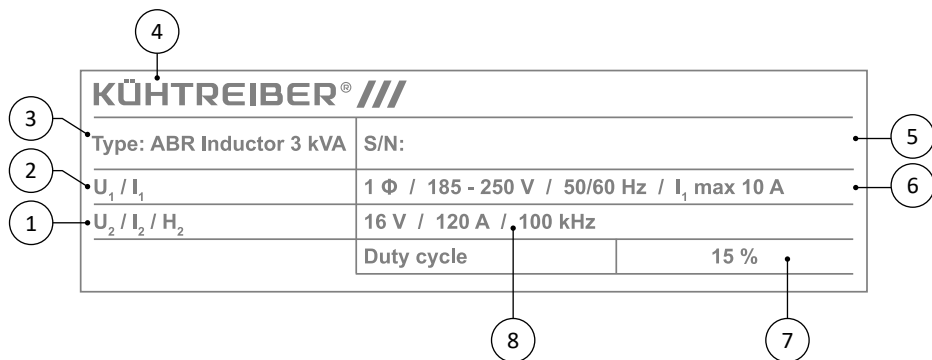 4
KÜHTREIBER® ///
3
Type: ABR Inductor 3 kVA
S/N:
5
2
U₁ / I₁
1 Φ / 185 - 250 V / 50/60 Hz / I₁ max 10 A
6
1
U₂ / I₂ / H₂
16 V / 120 A / 100 kHz
Duty cycle
15 %
8
7